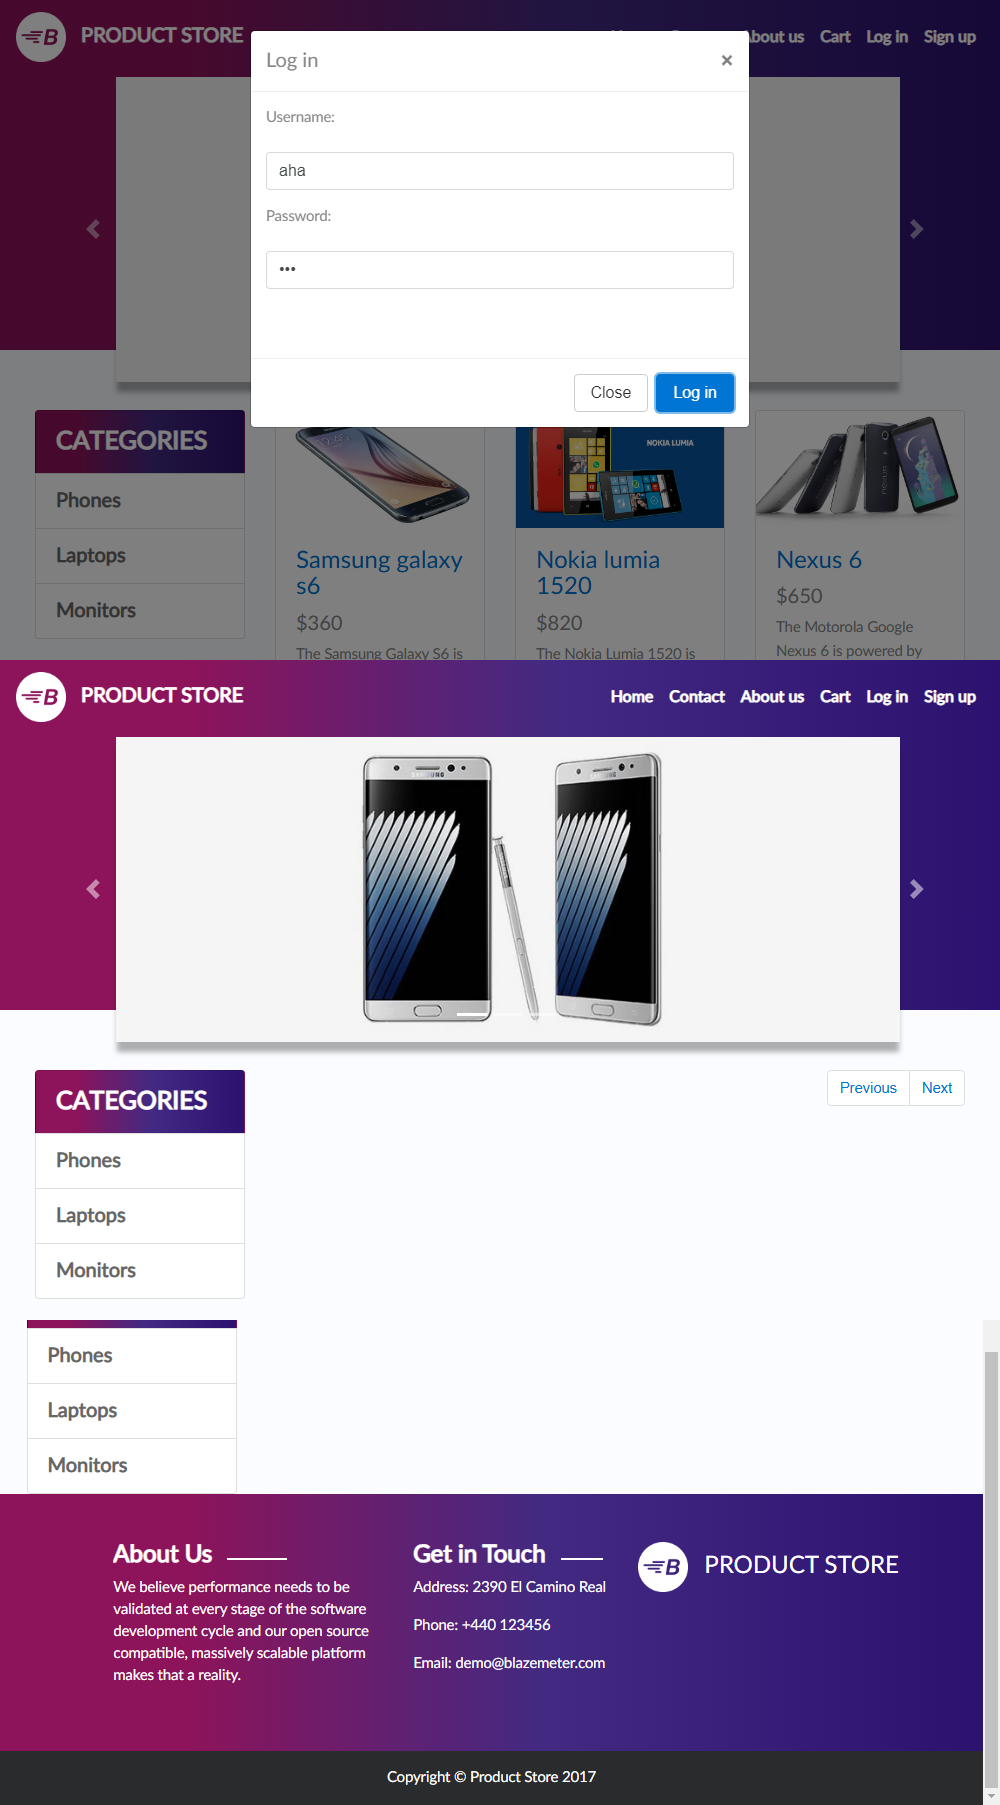 B PRODUCT STORE
About us Cart Log in Sign up
Log in ×
Username:
aha
Password:
•••
Close Log in
CATEGORIES
Phones
Laptops
Monitors
NOKIA LUMIA
nexus
Samsung galaxy
s6
$360
The Samsung Galaxy S6 is
Nokia lumia
1520
$820
The Nokia Lumia 1520 is
Nexus 6
$650
The Motorola Google
Nexus 6 is powered by
B PRODUCT STORE
Home Contact About us Cart Log in Sign up
SAMSUNG SAMSUNG
CATEGORIES
Phones
Laptops
Monitors
Previous Next
Phones
Laptops
Monitors
About Us
We believe performance needs to be
validated at every stage of the software
development cycle and our open source
compatible, massively scalable platform
makes that a reality.
Get in Touch
Address: 2390 El Camino Real
Phone: +440 123456
Email: demo@blazemeter.com
B PRODUCT STORE
Copyright © Product Store 2017